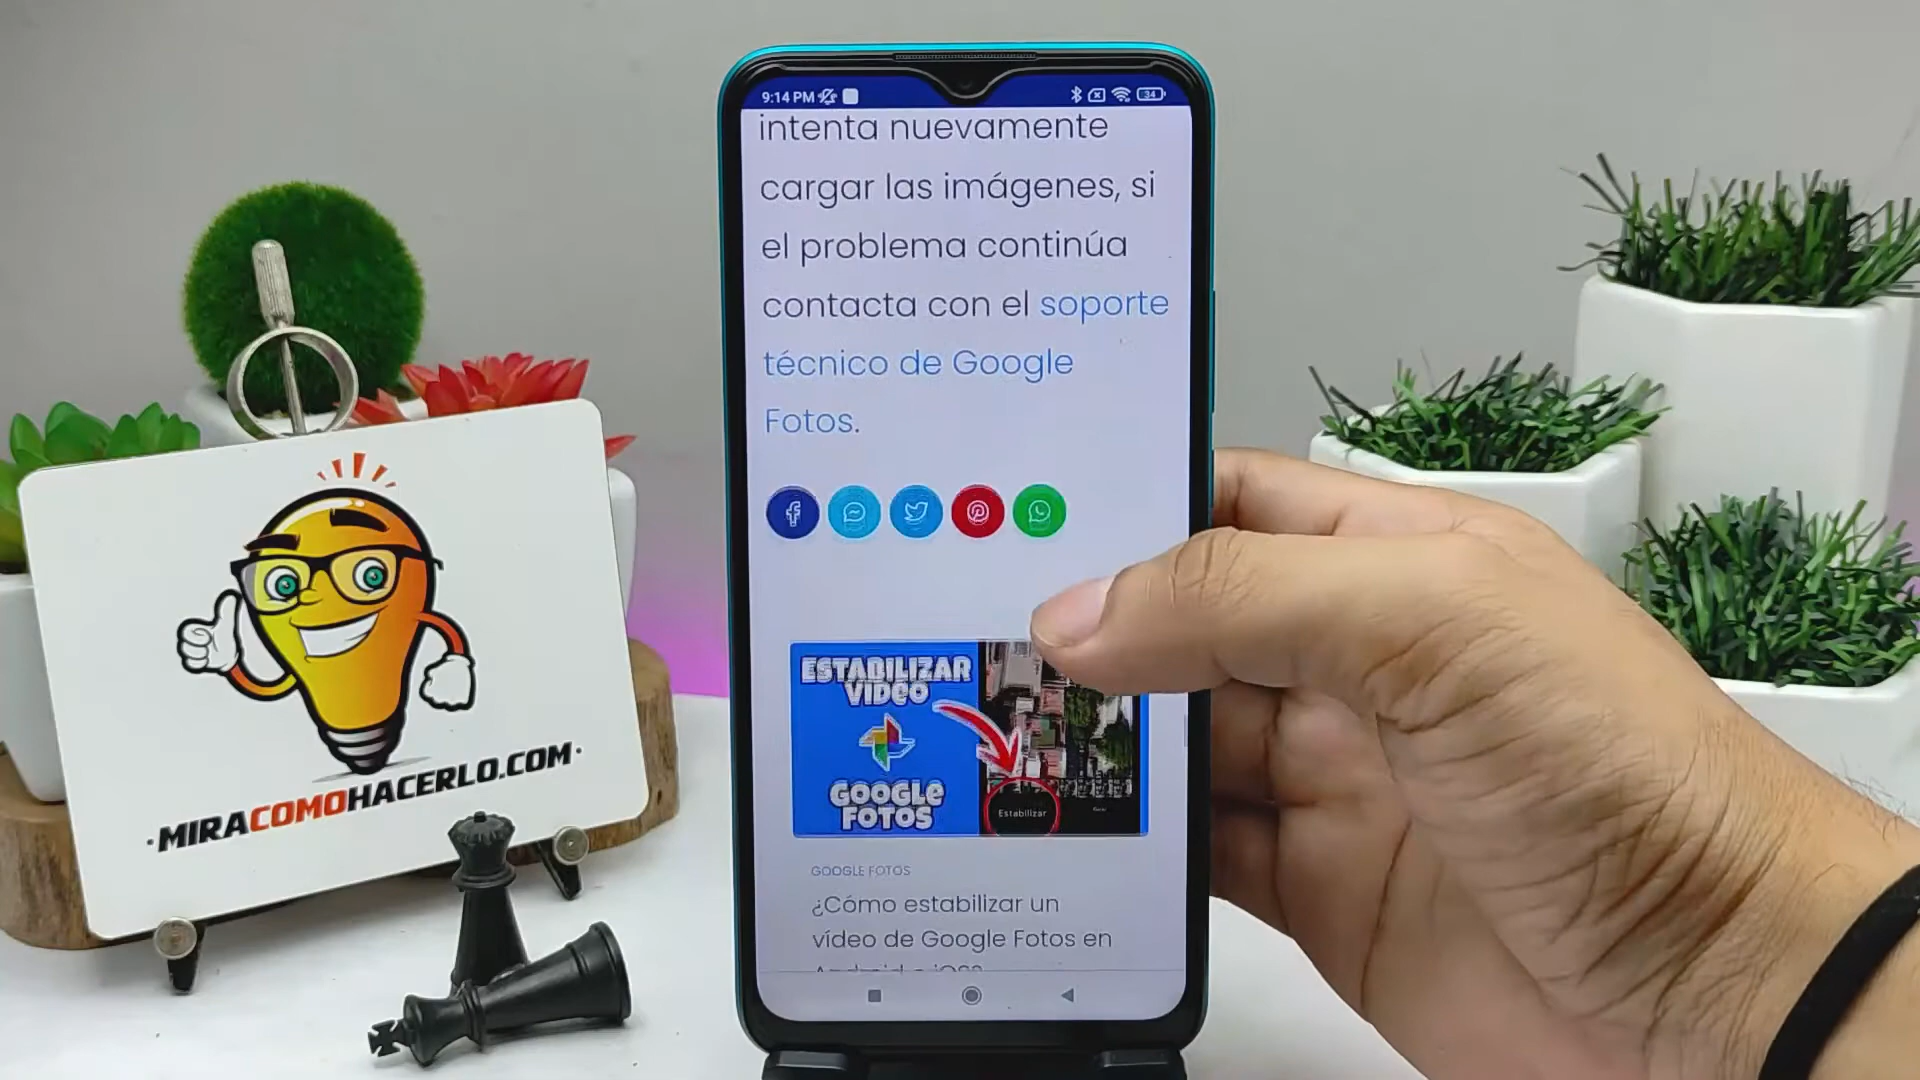 9:14 PM
34
intenta nuevamente
cargar las imágenes, si
el problema continúa
contacta con el soporte
técnico de Google
Fotos.
ESTABILIZAR
VIDEO
GOOGLE
FOTOS
Estabilizar
GOOGLE FOTOS
¿Cómo estabilizar un
vídeo de Google Fotos en
·MIRACOMOHACERLO.COM·